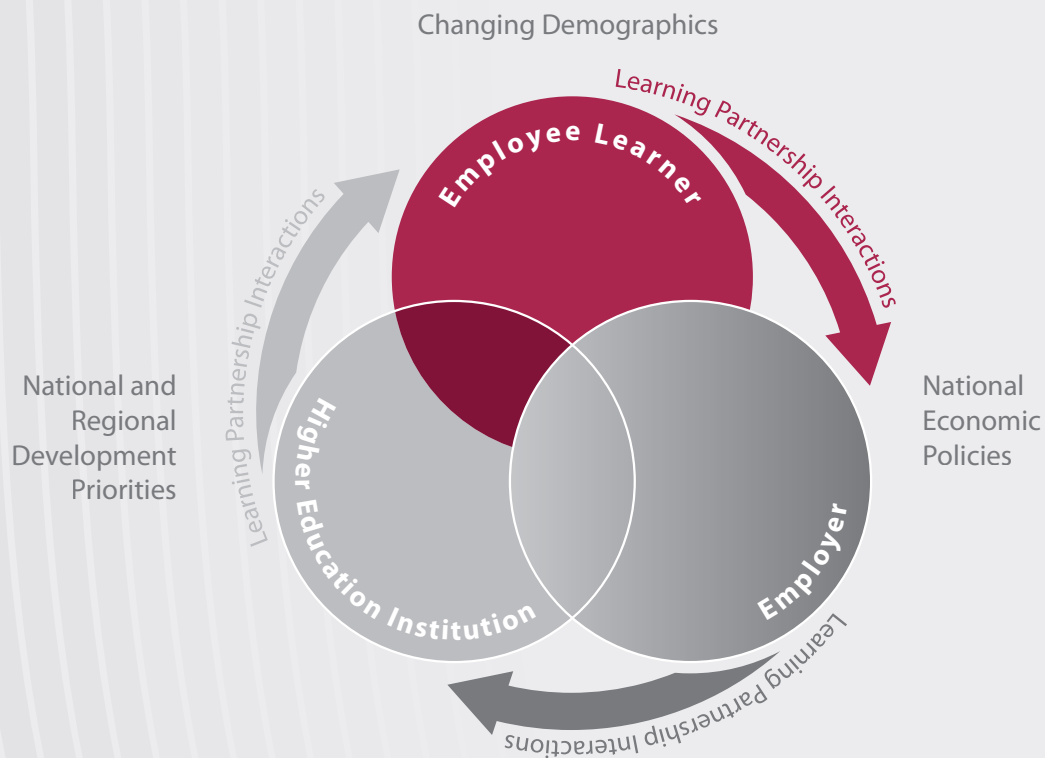 Changing Demographics
Learning Partnership Interactions
Employee Learner
Learning Partnership Interactions
National and
Regional
Development
Priorities
National
Economic
Policies
Higher Education Institution
Employer
Learning Partnership Interactions